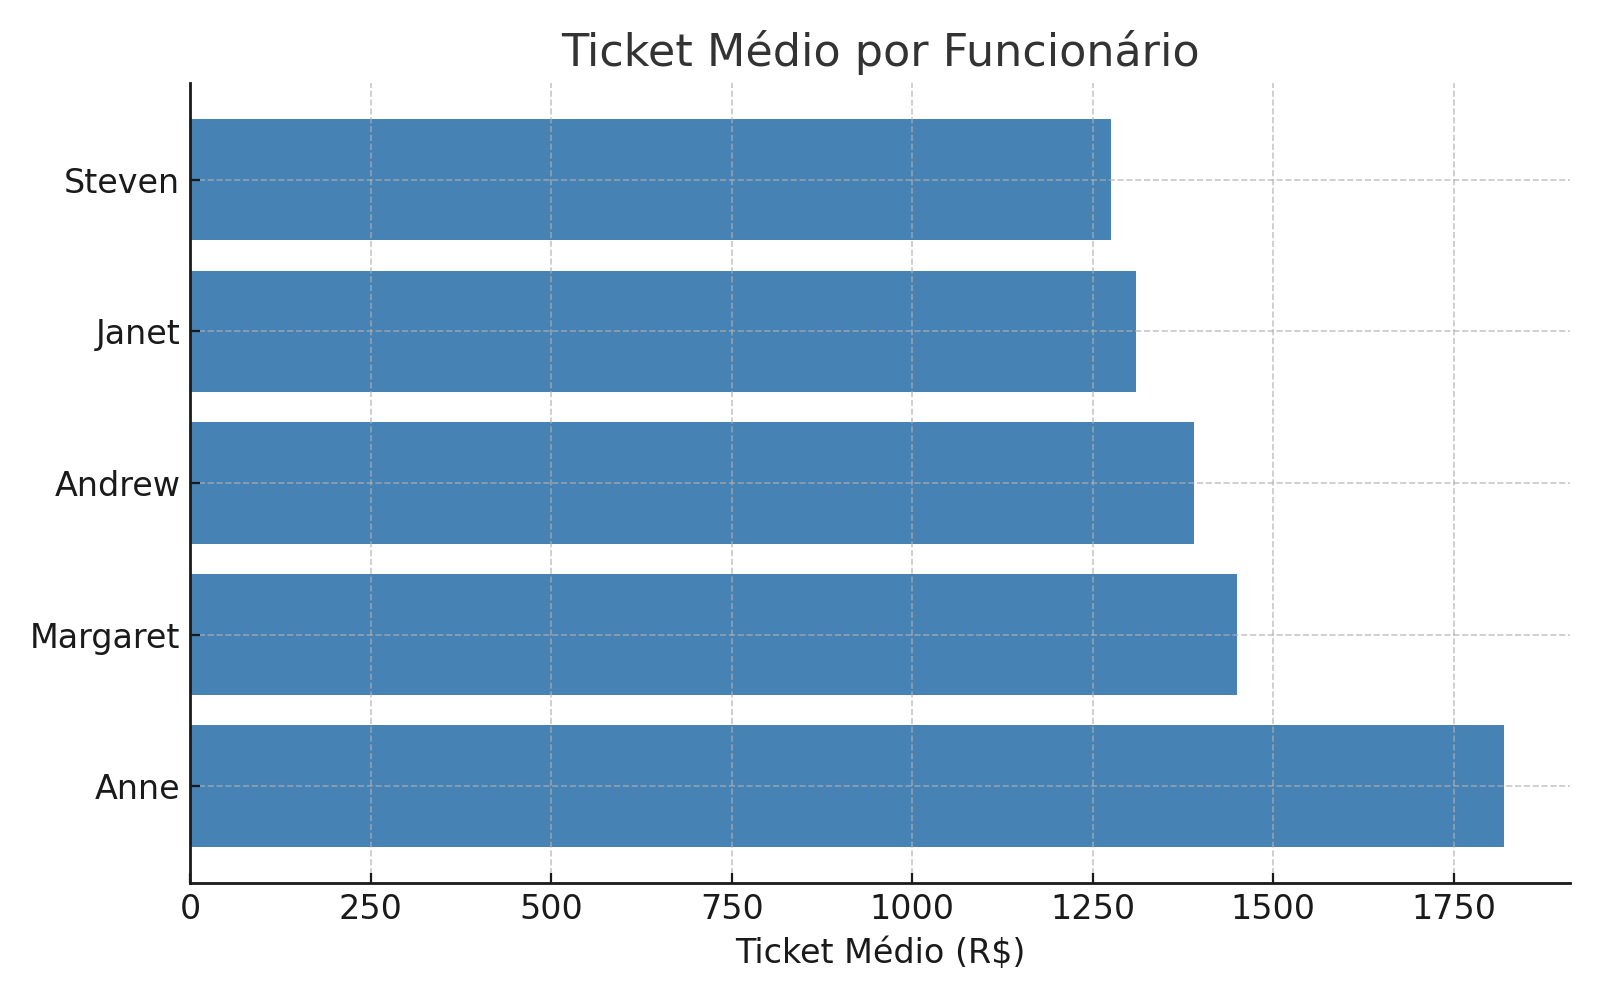 Ticket Médio por Funcionário
Steven
Janet
Andrew
Margaret
Anne
0 250 500 750 1000 1250 1500 1750
Ticket Médio (R$)